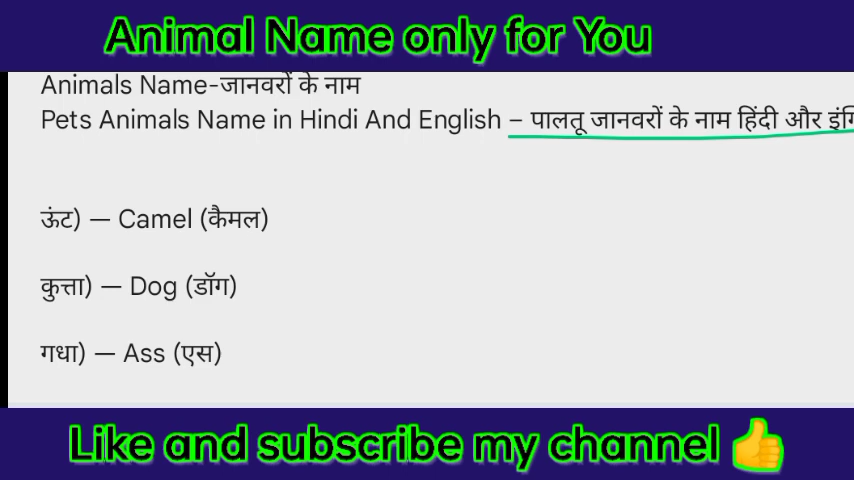 Animal Name only for You
Animals Name-जानवरों के नाम
Pets Animals Name in Hindi And English – पालतू जानवरों के नाम हिंदी और
ऊंट) — Camel (कैमल)
कुत्ता) — Dog (डॉग)
गधा) — Ass (एस)
Like and subscribe my channel 👍